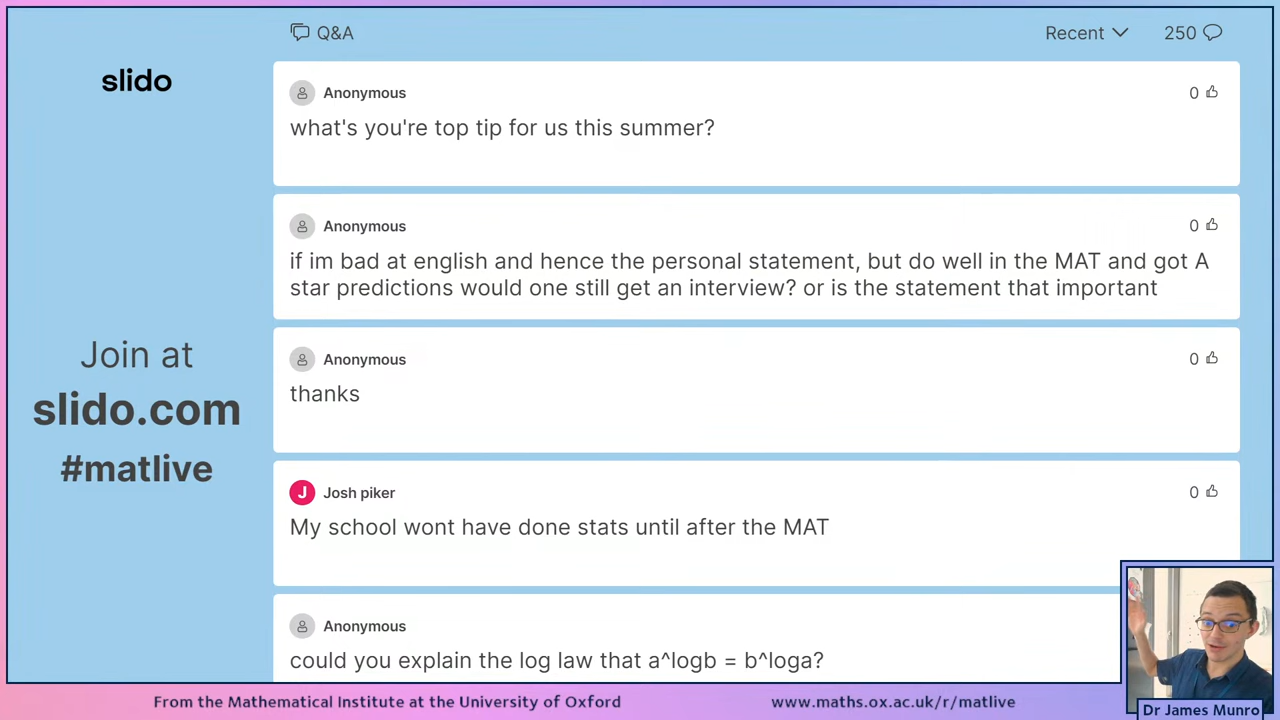 Q&A
Recent
250
slido
Anonymous
0
what's you're top tip for us this summer?
Anonymous
0
if im bad at english and hence the personal statement, but do well in the MAT and got A
star predictions would one still get an interview? or is the statement that important
Join at
slido.com
#matlive
Anonymous
0
thanks
J
Josh piker
0
My school wont have done stats until after the MAT
Anonymous
could you explain the log law that a^logb = b^loga?
From the Mathematical Institute at the University of Oxford
www.maths.ox.ac.uk/r/matlive
Dr James Munro